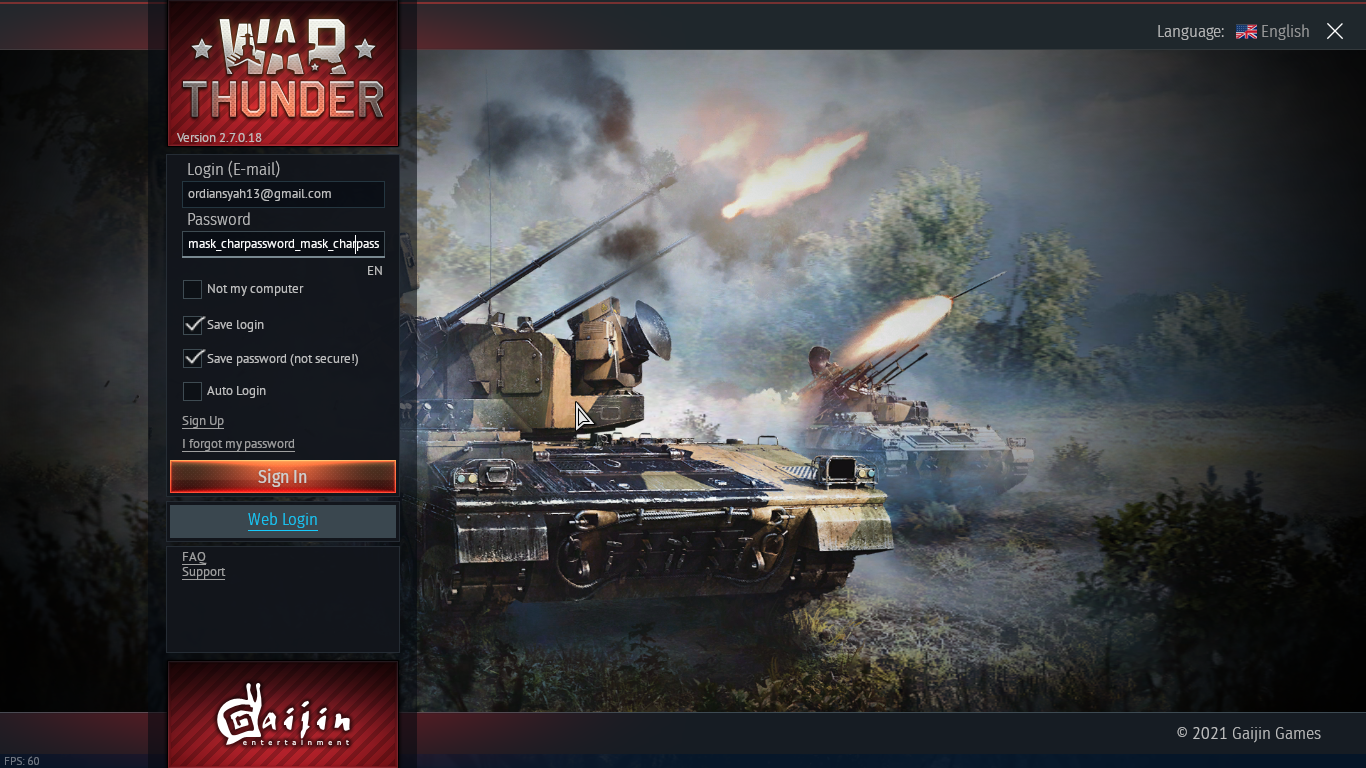 WAR
THUNDER
Version 2.7.0.18
Language: English
Login (E-mail)
ordiansyah13@gmail.com
Password
mask_charpassword_mask_charpass
EN
Not my computer
Save login
Save password (not secure!)
Auto Login
Sign Up
I forgot my password
Sign In
Web Login
FAQ
Support
Gaijin
entertainment
© 2021 Gaijin Games
FPS: 60